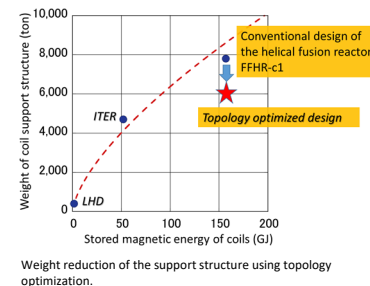 Weight of coil support structure (ton)
10,000
8,000
6,000
4,000
2,000
0
Conventional design of
the helical fusion reactor
FFHR-c1
ITER
Topology optimized design
LHD
0 50 100 150 200
Stored magnetic energy of coils (GJ)
Weight reduction of the support structure using topology
optimization.